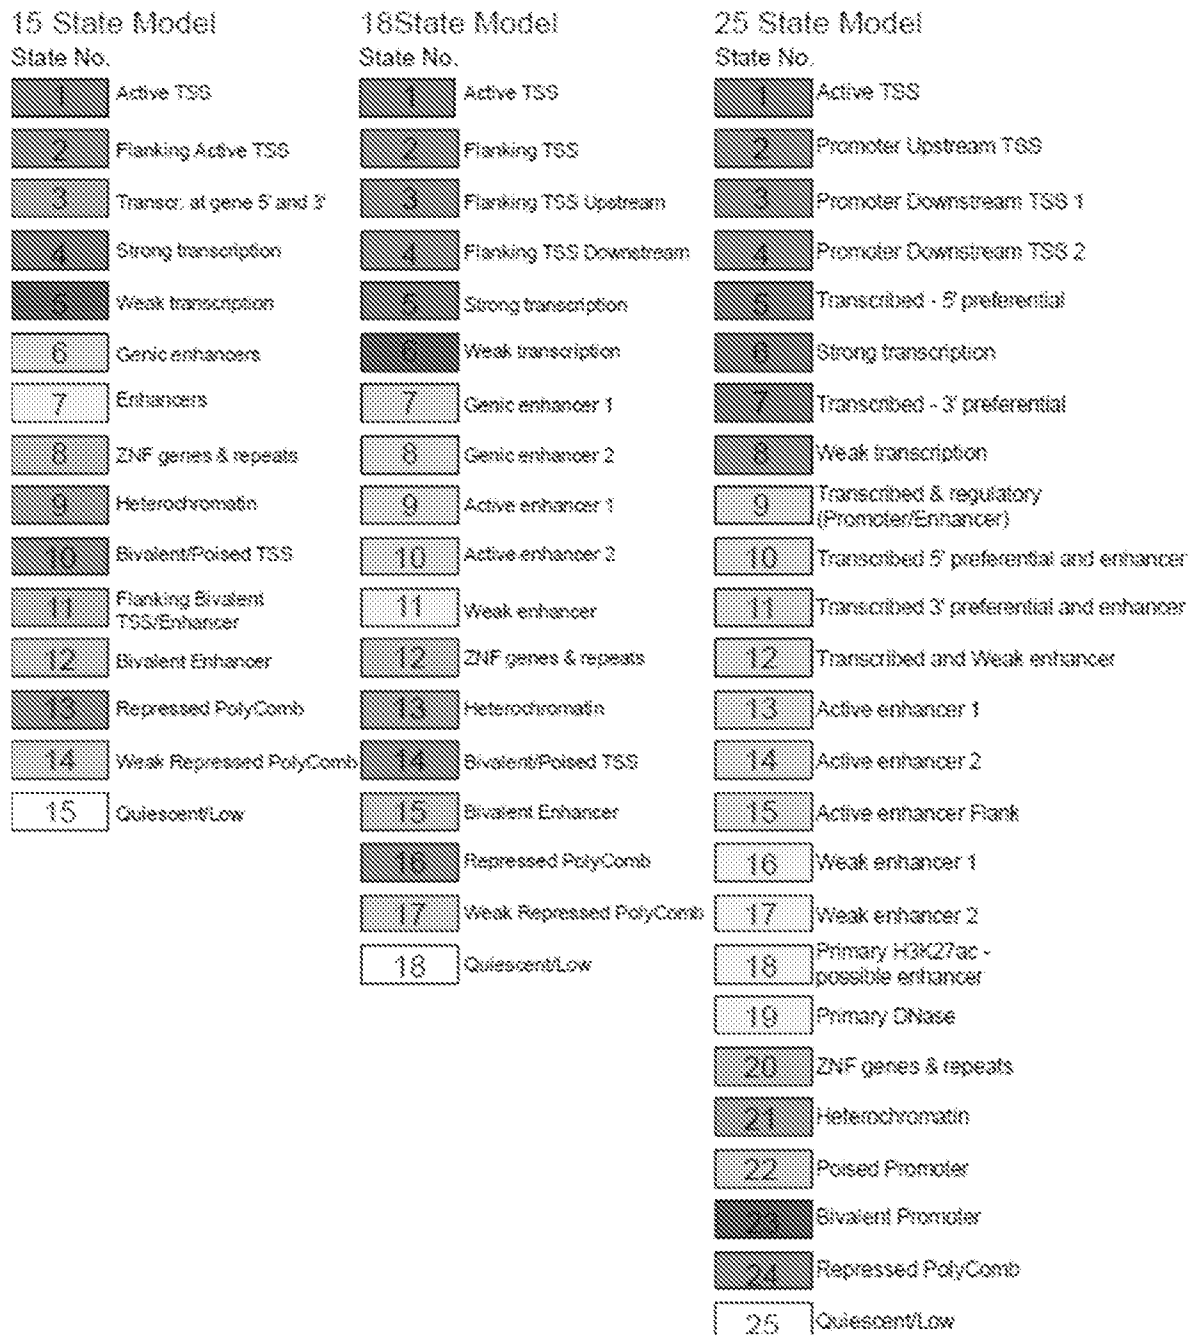 15 State Model
State No.
1 Active TSS
2 Flanking Active TSS
3 Transcr. at gene 5' and 3'
4 Strong transcription
5 Weak transcription
6 Genic enhancers
7 Enhancers
8 ZNF genes & repeats
9 Heterochromatin
10 Bivalent/Poised TSS
11 Flanking Bivalent
TSS/Enhancer
12 Bivalent Enhancer
13 Repressed PolyComb
14 Weak Repressed PolyComb
15 Quiescent/Low
18State Model
State No.
1 Active TSS
2 Flanking TSS
3 Flanking TSS Upstream
4 Flanking TSS Downstream
5 Strong transcription
6 Weak transcription
7 Genic enhancer 1
8 Genic enhancer 2
9 Active enhancer 1
10 Active enhancer 2
11 Weak enhancer
12 ZNF genes & repeats
13 Heterochromatin
14 Bivalent/Poised TSS
15 Bivalent Enhancer
16 Repressed PolyComb
17 Weak Repressed PolyComb
18 Quiescent/Low
25 State Model
State No.
1 Active TSS
2 Promoter Upstream TSS
3 Promoter Downstream TSS 1
4 Promoter Downstream TSS 2
5 Transcribed - 5' preferential
6 Strong transcription
7 Transcribed - 3' preferential
8 Weak transcription
9 Transcribed & regulatory
(Promoter/Enhancer)
10 Transcribed 5' preferential and enhancer
11 Transcribed 3' preferential and enhancer
12 Transcribed and Weak enhancer
13 Active enhancer 1
14 Active enhancer 2
15 Active enhancer Flank
16 Weak enhancer 1
17 Weak enhancer 2
18 Primary H3K27ac -
possible enhancer
19 Primary DNase
20 ZNF genes & repeats
21 Heterochromatin
22 Poised Promoter
23 Bivalent Promoter
24 Repressed PolyComb
25 Quiescent/Low